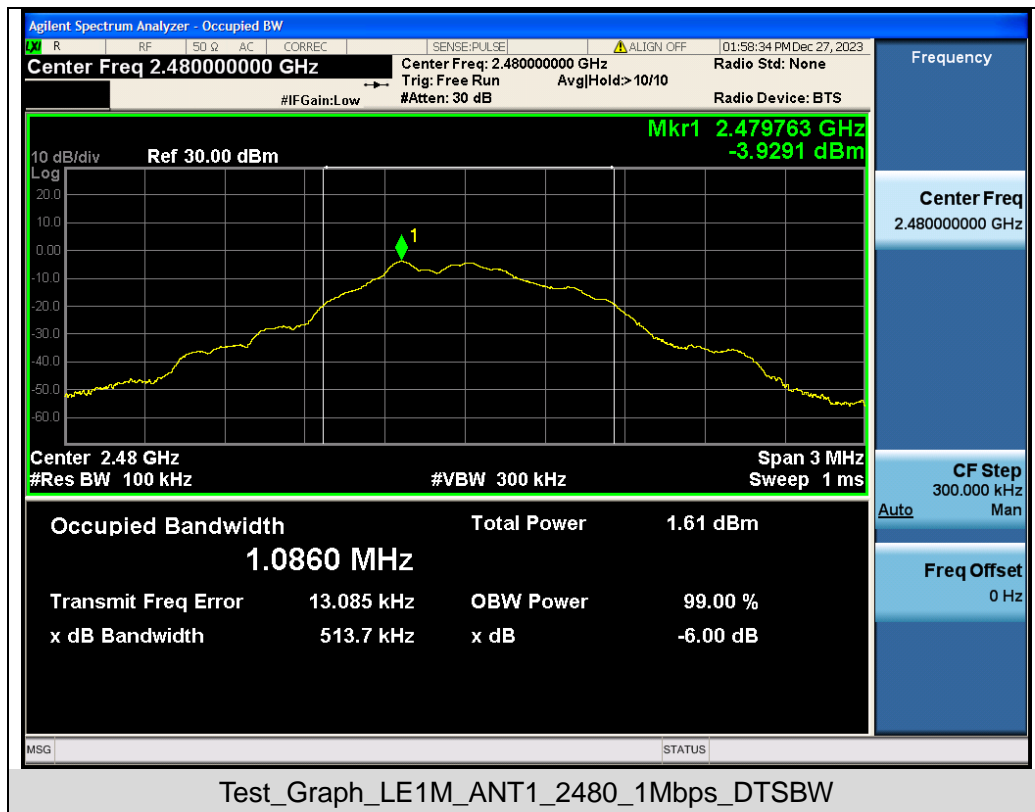 Agilent Spectrum Analyzer - Occupied BW
LXI R RF 50 Ω AC CORREC SENSE:PULSE ALIGN OFF 01:58:34 PM Dec 27, 2023
Center Freq 2.480000000 GHz
Center Freq: 2.480000000 GHz
Radio Std: None
Trig: Free Run Avg|Hold:>10/10
#IFGain:Low
#Atten: 30 dB
Radio Device: BTS
Mkr1 2.479763 GHz
-3.9291 dBm
10 dB/div Ref 30.00 dBm
Log
20.0
10.0
0.00
-10.0
-20.0
-30.0
-40.0
-50.0
-60.0
1
Center 2.48 GHz Span 3 MHz
#Res BW 100 kHz #VBW 300 kHz Sweep 1 ms
Occupied Bandwidth Total Power 1.61 dBm
1.0860 MHz
Transmit Freq Error 13.085 kHz OBW Power 99.00 %
x dB Bandwidth 513.7 kHz x dB -6.00 dB
Frequency
Center Freq
2.480000000 GHz
CF Step
300.000 kHz
Auto Man
Freq Offset
0 Hz
MSG STATUS
Test_Graph_LE1M_ANT1_2480_1Mbps_DTSBW